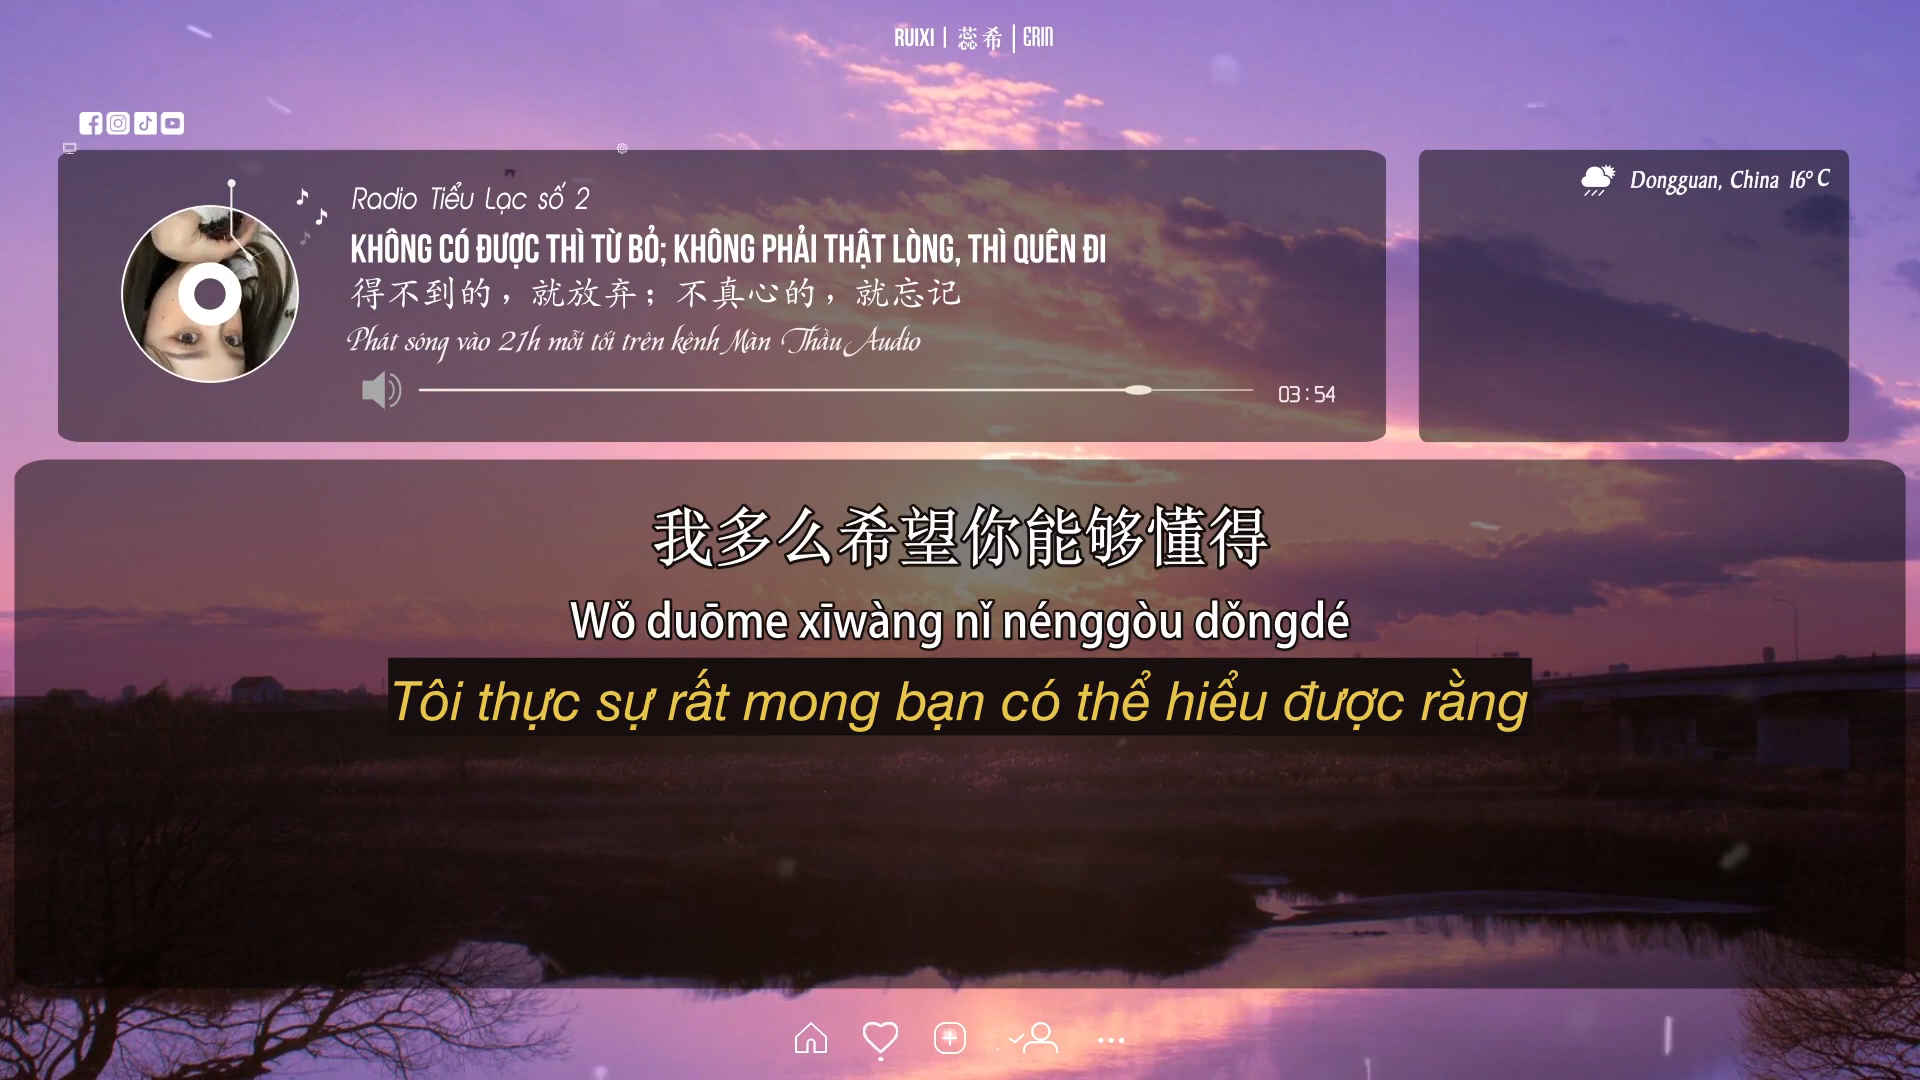 RUIXI | 蕊希 | ERIN
Radio Tiểu Lạc số 2
KHÔNG CÓ ĐƯỢC THÌ TỪ BỎ; KHÔNG PHẢI THẬT LÒNG, THÌ QUÊN ĐI
得不到的，就放弃；不真心的，就忘记
Phát sóng vào 21h mỗi tối trên kênh Màn Thầu Audio
03:54
Dongguan, China 16° C
我多么希望你能够懂得
Wǒ duōme xīwàng nǐ nénggòu dǒngdé
Tôi thực sự rất mong bạn có thể hiểu được rằng